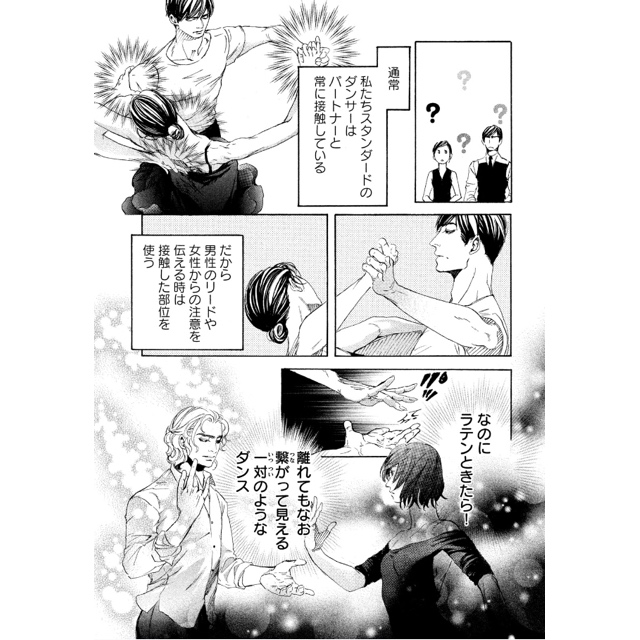 ?
?
?
?
通常
私たちスタンダードの
ダンサーは
パートナーと
常に接触している
だから
男性のリードや
女性からの注意を
伝える時は
接触した部位を
使う
なのに
ラテンときたら!
離れてもなお
繋がって見える
一対のような
ダンス